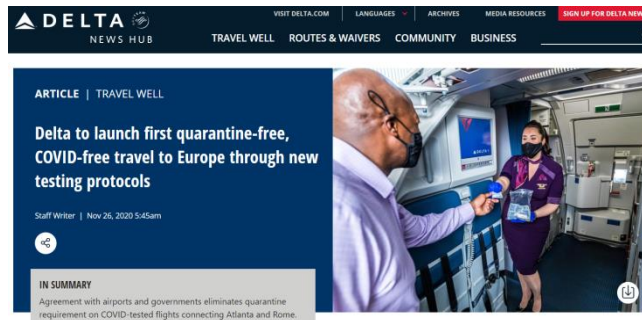 DELTA
NEWS HUB
VISIT DELTA.COM
LANGUAGES
ARCHIVES
MEDIA RESOURCES
SIGN UP FOR DELTA NEW
TRAVEL WELL
ROUTES & WAIVERS
COMMUNITY
BUSINESS
ARTICLE | TRAVEL WELL
Delta to launch first quarantine-free,
COVID-free travel to Europe through new
testing protocols
Staff Writer | Nov 26, 2020 5:45am
IN SUMMARY
Agreement with airports and governments eliminates quarantine
requirement on COVID-tested flights connecting Atlanta and Rome.